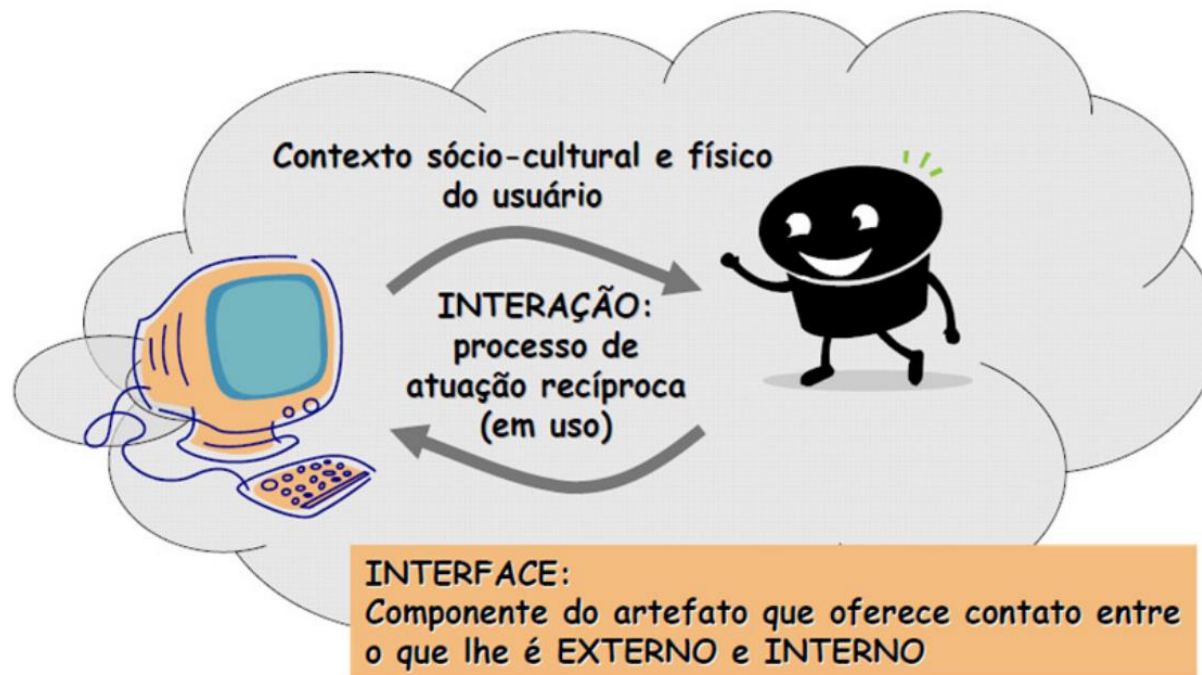 Contexto sócio-cultural e físico
do usuário
INTERAÇÃO:
processo de
atuação recíproca
(em uso)
INTERFACE:
Componente do artefato que oferece contato entre
o que lhe é EXTERNO e INTERNO